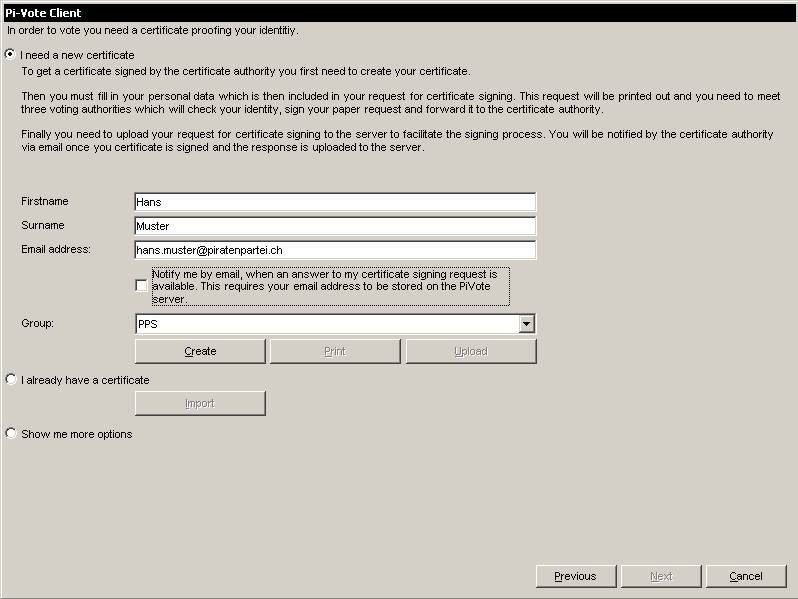 Pi-Vote Client
In order to vote you need a certificate proofing your identitiy.
I need a new certificate
To get a certificate signed by the certificate authority you first need to create your certificate.
Then you must fill in your personal data which is then included in your request for certificate signing. This request will be printed out and you need to meet
three voting authorities which will check your identity, sign your paper request and forward it to the certificate authority.
Finally you need to upload your request for certificate signing to the server to facilitate the signing process. You will be notified by the certificate authority
via email once you certificate is signed and the response is uploaded to the server.
Firstname Hans
Surname Muster
Email address: hans.muster@piratenpartei.ch
Notify me by email, when an answer to my certificate signing request is
available. This requires your email address to be stored on the PiVote
server.
Group: PPS
Create Print Upload
I already have a certificate
Import
Show me more options
Previous Next Cancel